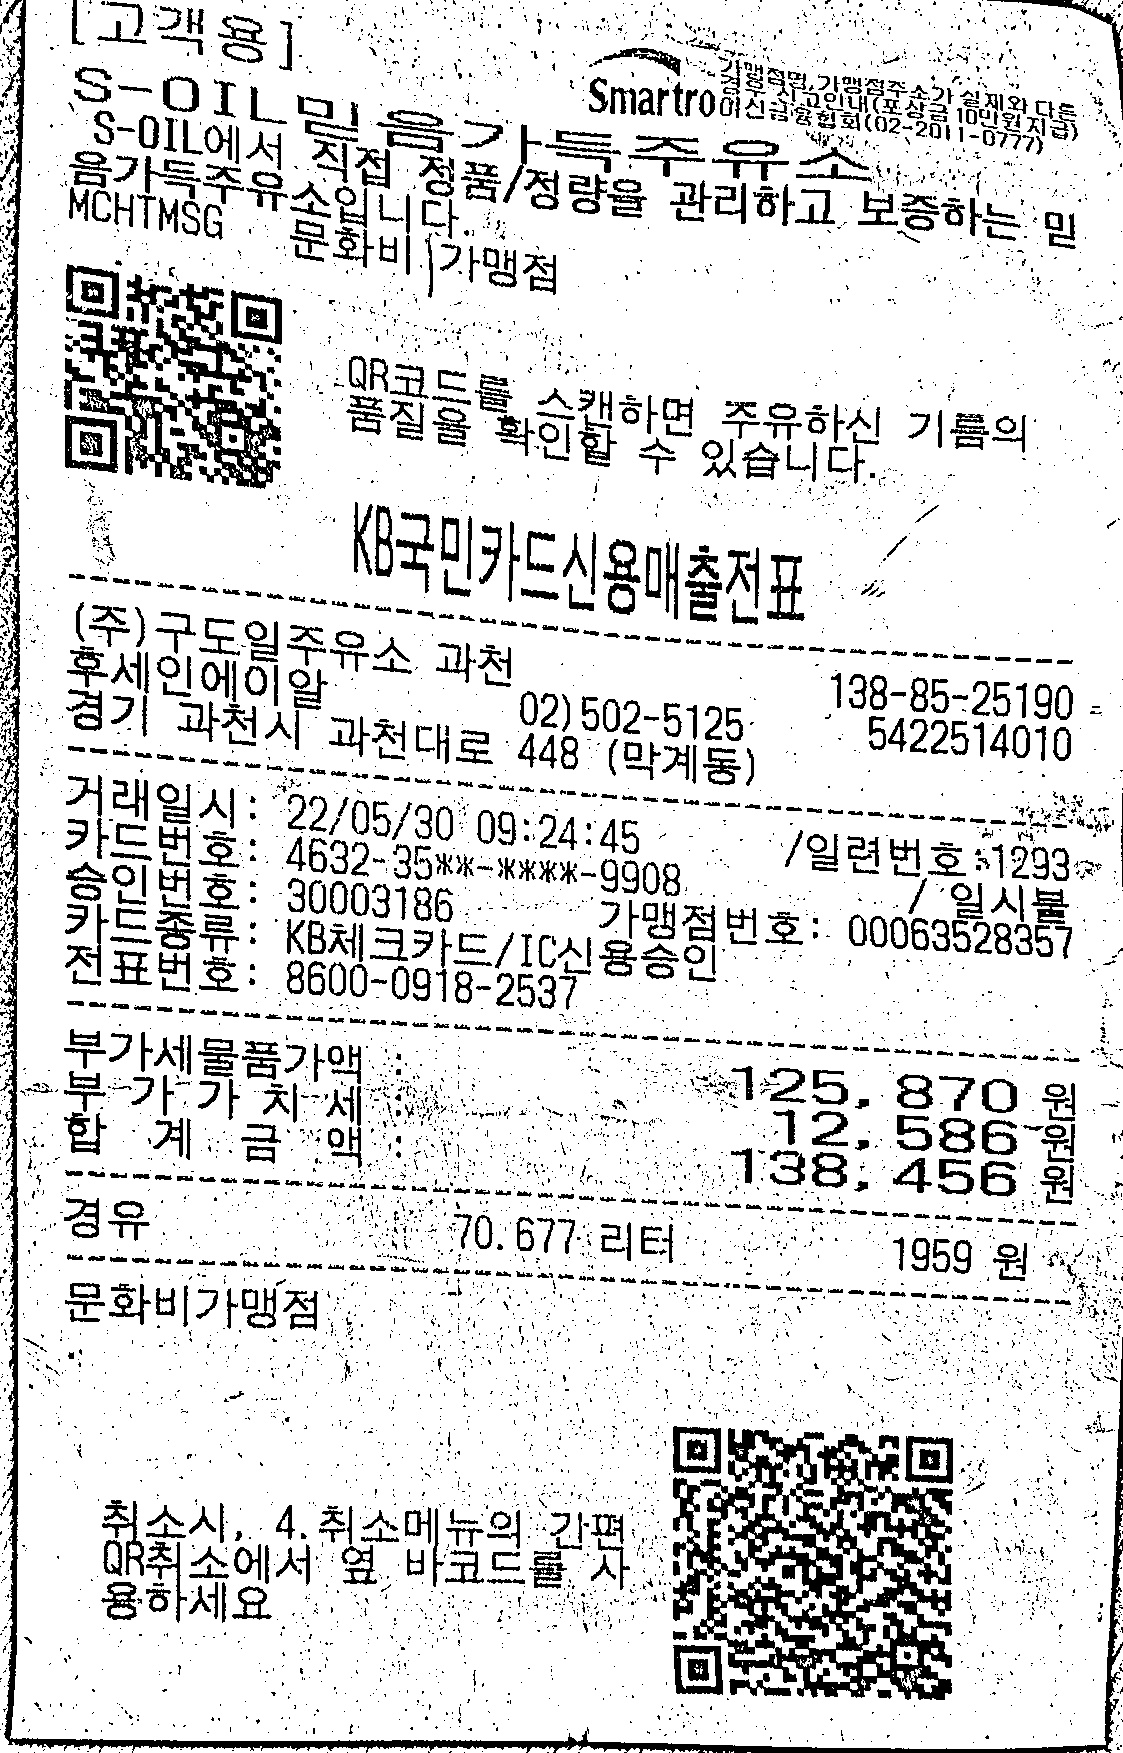 [고객용]
Smartro
가맹점명, 가맹점주소가 실제와 다른
경우 신고안내(포상금 10만원 지급)
여신금융협회(02-2011-0777)
S-OIL믿음가득주유소
S-OIL에서 직접 정품/정량을 관리하고 보증하는 믿
음가득주유소입니다.
MCHTMSG 문화비 가맹점
QR코드를 스캔하면 주유하신 기름의
품질을 확인할 수 있습니다.
KB국민카드신용매출전표
(주)구도일주유소 과천 138-85-25190
후세인에이알 02)502-5125 5422514010
경기 과천시 과천대로 448 (막계동)
거래일시: 22/05/30 09:24:45 /일련번호:1293
카드번호: 4632-35**-****-9908 / 일시불
승인번호: 30003186 가맹점번호: 00063528357
카드종류: KB체크카드/IC신용승인
전표번호: 8600-0918-2537
부가세물품가액 : 125,870 원
부 가 가 치 세 : 12,586 원
합 계 금 액 : 138,456 원
경유 70.677 리터 1959 원
문화비가맹점
.
취소시, 4.취소메뉴의 간편
QR취소에서 옆 바코드를 사
용하세요